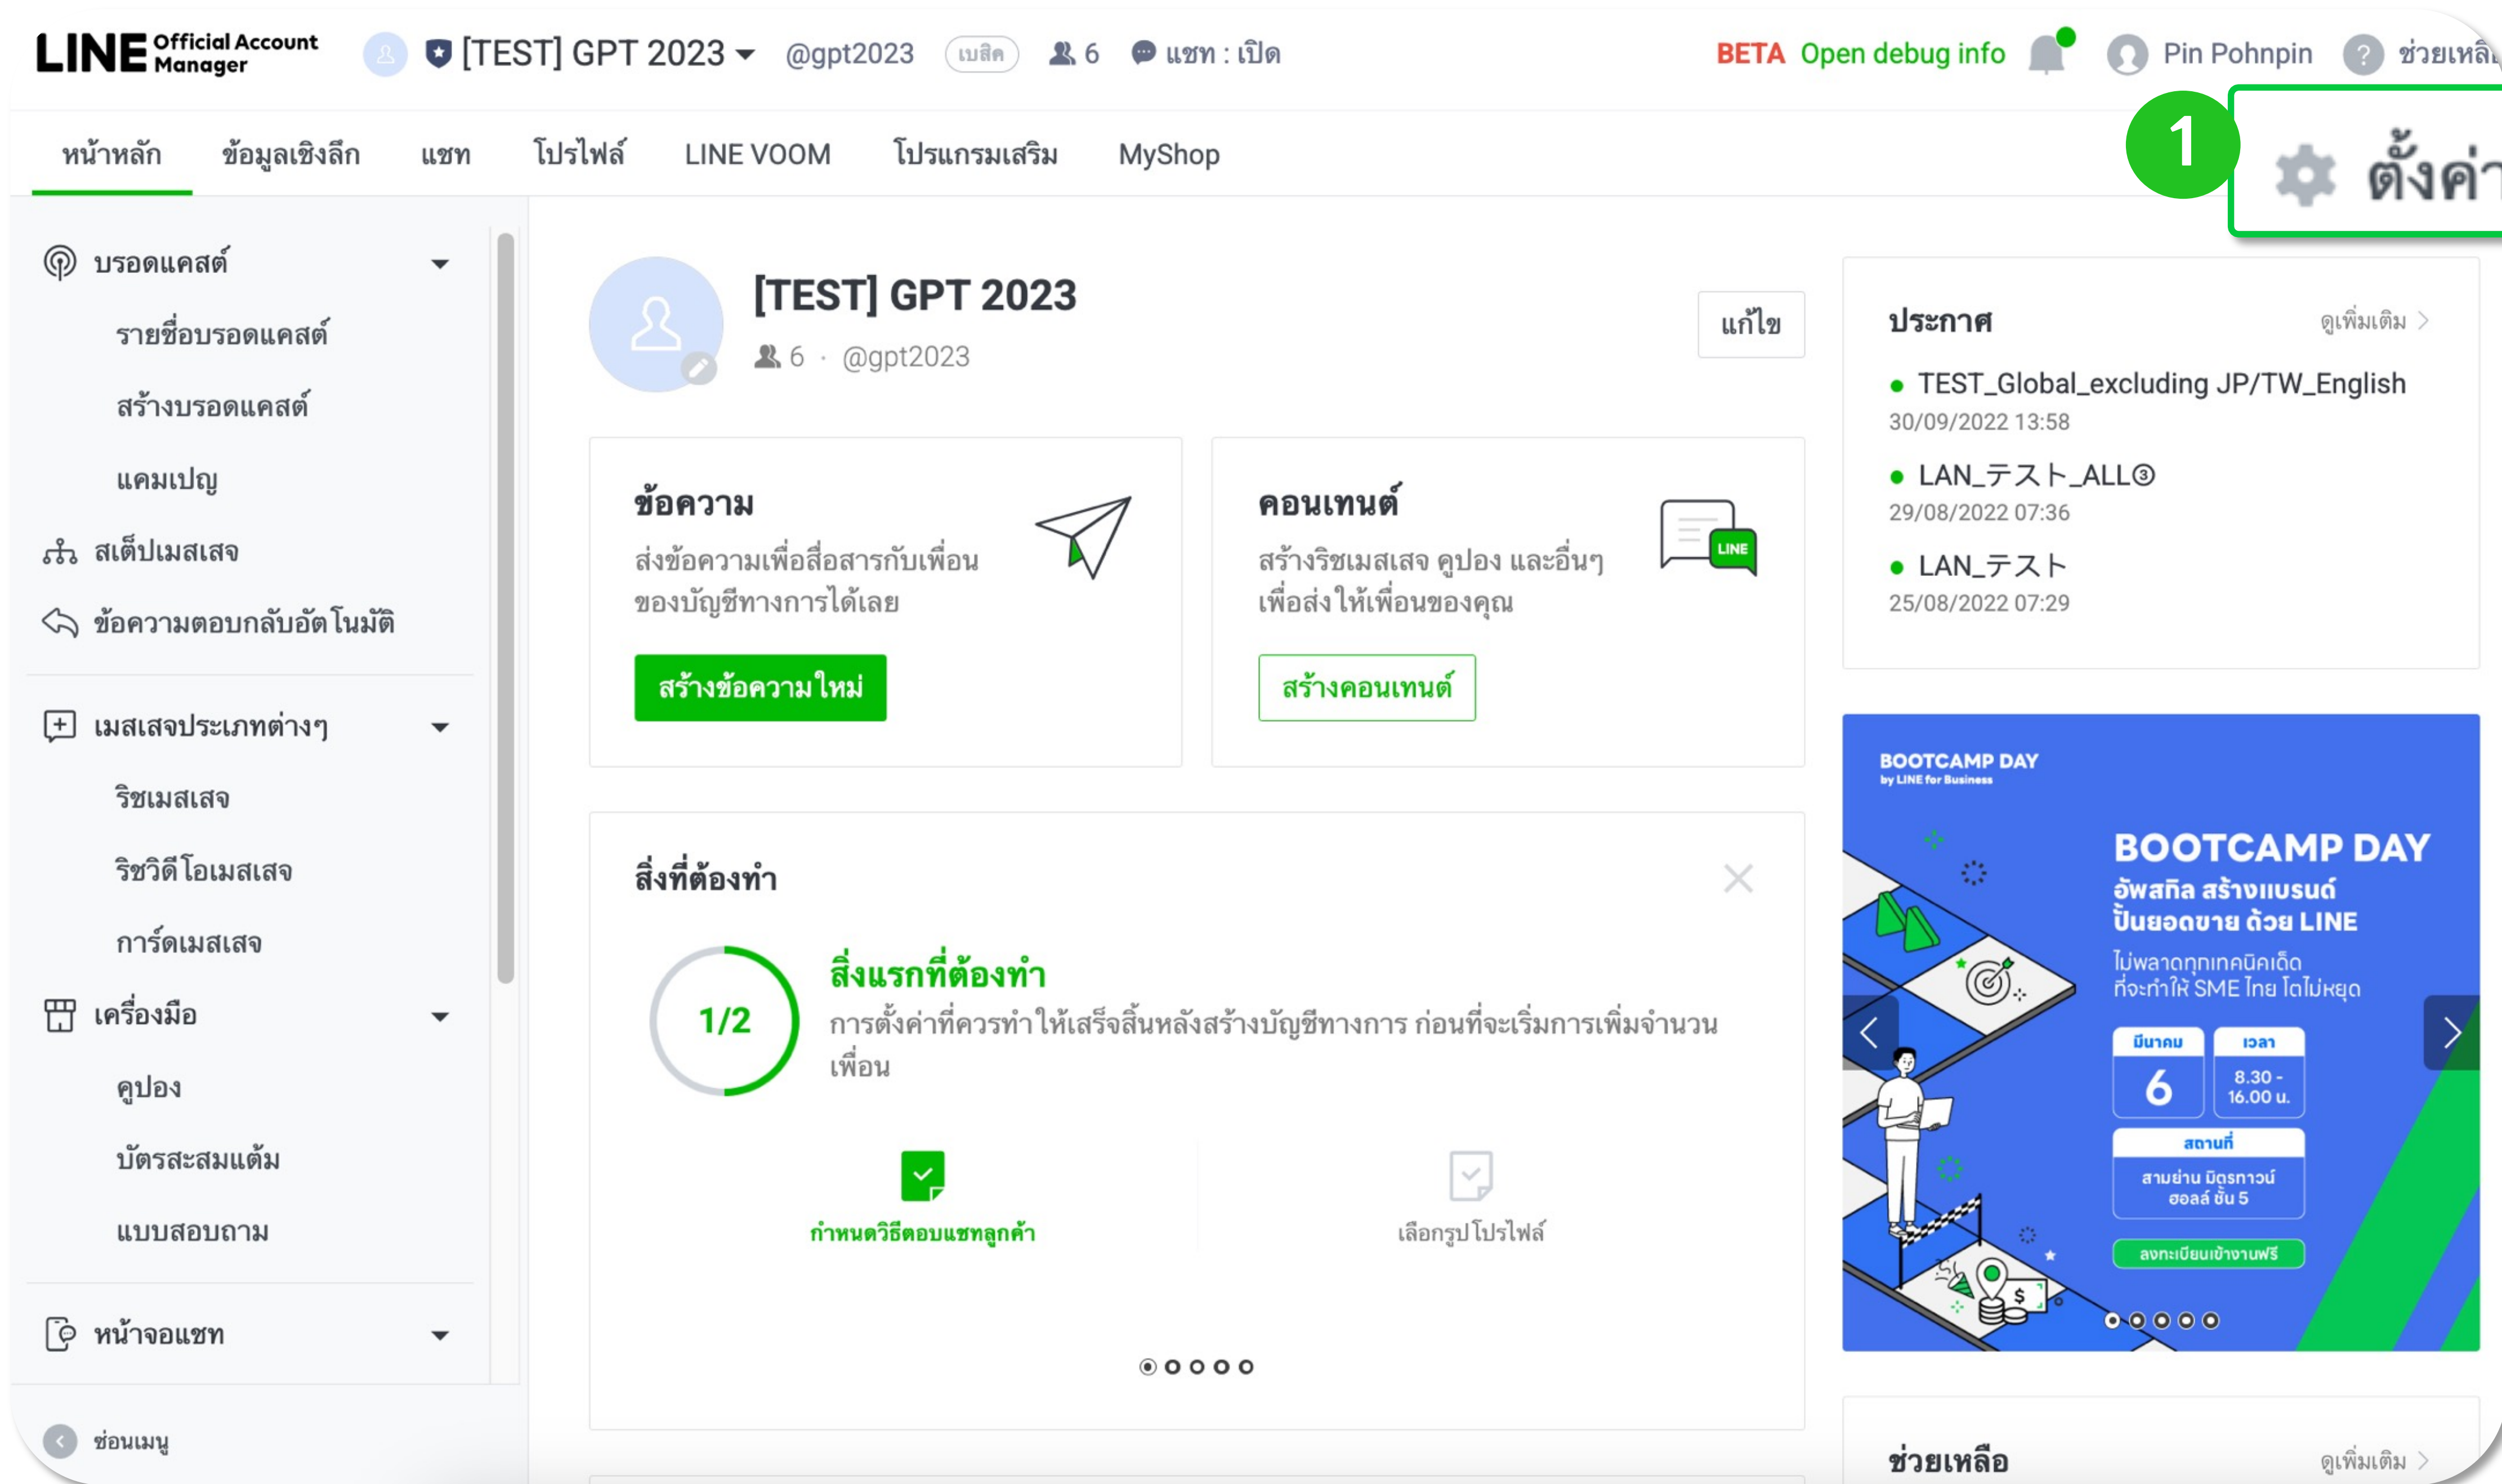 LINE Official Account Manager
[TEST] GPT 2023
@gpt2023
เบสิค
6
แชท : เปิด
BETA
Open debug info
Pin Pohnpin
?
หน้าหลัก
ข้อมูลเชิงลึก
แชท
โปรไฟล์
LINE VOOM
โปรแกรมเสริม
MyShop
1
บรอดแคสต์
รายชื่อบรอดแคสต์
สร้างบรอดแคสต์
แคมเปญ
สเต็ปเมสเสจ
ข้อความตอบกลับอัตโนมัติ
เมสเสจประเภทต่างๆ
ริชเมสเสจ
ริชวิดีโอเมสเสจ
การ์ดเมสเสจ
เครื่องมือ
คูปอง
บัตรสะสมแต้ม
แบบสอบถาม
หน้าจอแชท
ซ่อนเมนู
[TEST] GPT 2023
6 · @gpt2023
แก้ไข
ข้อความ
ส่งข้อความเพื่อสื่อสารกับเพื่อน
ของบัญชีทางการได้เลย
สร้างข้อความใหม่
คอนเทนต์
สร้างริชเมสเสจ คูปอง และอื่นๆ
เพื่อส่งให้เพื่อนของคุณ
LINE
สร้างคอนเทนต์
สิ่งที่ต้องทำ
1/2
สิ่งแรกที่ต้องทำ
การตั้งค่าที่ควรทำให้เสร็จสิ้นหลังสร้างบัญชีทางการ ก่อนที่จะเริ่มการเพิ่มจำนวน
เพื่อน
กำหนดวิธีตอบแชทลูกค้า
เลือกรูปโปรไฟล์
ประกาศ
ดูเพิ่มเติม
TEST_Global_excluding JP/TW_English
30/09/2022 13:58
LAN_テスト_ALL③
29/08/2022 07:36
LAN_テスト
25/08/2022 07:29
BOOTCAMP DAY
by LINE for Business
BOOTCAMP DAY
อัพสกิล สร้างแบรนด์
ปั้นยอดขาย ด้วย LINE
ไม่พลาดทุกเทคนิคเด็ด
ที่จะทำให้ SME ไทย โตไม่หยุด
มีนาคม
6
เวลา
8.30 -
16.00 น.
สถานที่
สามย่าน มิตรทาวน์
ฮอลล์ ชั้น 5
ลงทะเบียนเข้างานฟรี
$
ช่วยเหลือ
ดูเพิ่มเติม